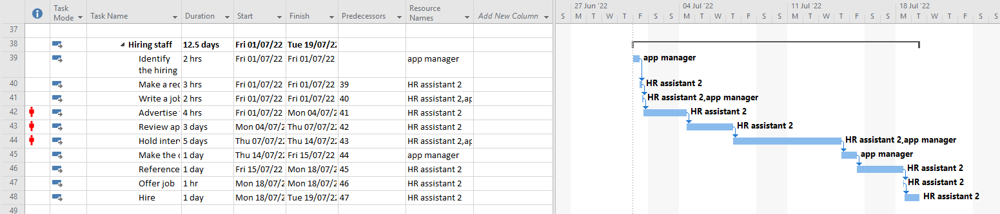 Task Mode Task Name Duration Start Finish Predecessors Resource Names Add New Column
27 Jun '22 04 Jul '22 11 Jul '22 18 Jul '22
S M T W T F S S M T W T F S S M T W T F S S M T W T F S S
37
38 Hiring staff 12.5 days Fri 01/07/22 Tue 19/07/22
39 Identify the hiring 2 hrs Fri 01/07/22 Fri 01/07/22 app manager app manager
40 Make a rec 3 hrs Fri 01/07/22 Fri 01/07/22 39 HR assistant 2 HR assistant 2
41 Write a jol 2 hrs Fri 01/07/22 Fri 01/07/22 40 HR assistant 2,ap HR assistant 2,app manager
42 Advertise 4 hrs Fri 01/07/22 Mon 04/07/2 41 HR assistant 2 HR assistant 2
43 Review ap 3 days Mon 04/07/2 Thu 07/07/22 42 HR assistant 2 HR assistant 2
44 Hold inter 5 days Thu 07/07/22 Thu 14/07/22 43 HR assistant 2,ap HR assistant 2,app manager
45 Make the 1 day Thu 14/07/22 Fri 15/07/22 44 app manager app manager
46 Reference 1 day Fri 15/07/22 Mon 18/07/2 45 HR assistant 2 HR assistant 2
47 Offer job 1 hr Mon 18/07/2 Mon 18/07/2 46 HR assistant 2 HR assistant 2
48 Hire 1 day Mon 18/07/2 Tue 19/07/22 47 HR assistant 2 HR assistant 2
49